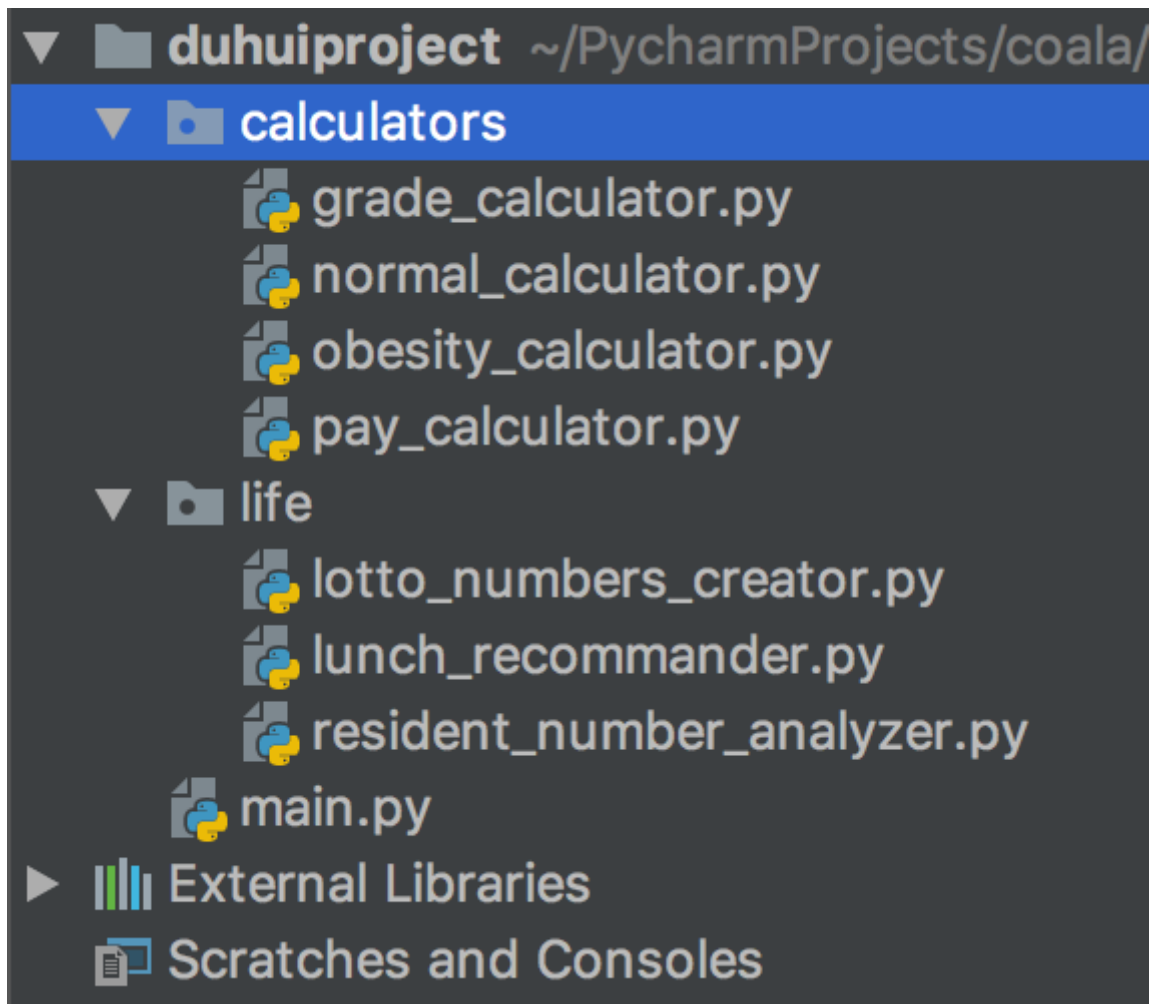 duhuiproject ~/PycharmProjects/coala/
calculators
grade_calculator.py
normal_calculator.py
obesity_calculator.py
pay_calculator.py
life
lotto_numbers_creator.py
lunch_recommander.py
resident_number_analyzer.py
main.py
External Libraries
Scratches and Consoles